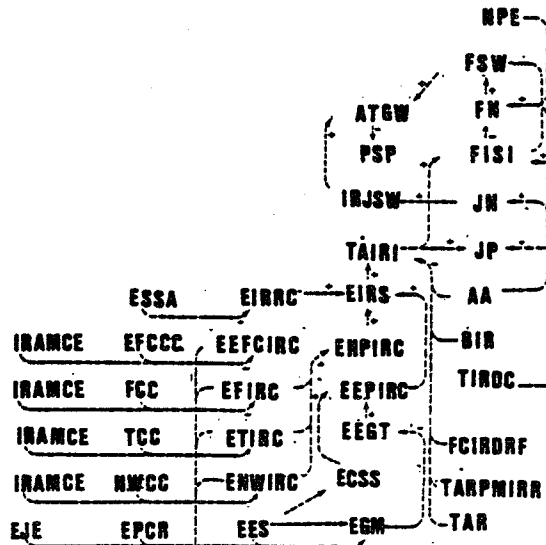 NPE
FSW
ATGW FN
PSP FISI
IRJSW JN
TAIRI JP
ESSA EIRRC EIRS AA
IRAMCE EFCCC EEFCIRC ENPIRC BIR
IRAMCE FCC EFIRC EEPIRC TIRDC
IRAMCE TCC ETIRC EEGT FCIRDRF
IRAMCE NWCC ENWIRC ECSS TARPMIRR
EJE EPCR EES EGM TAR